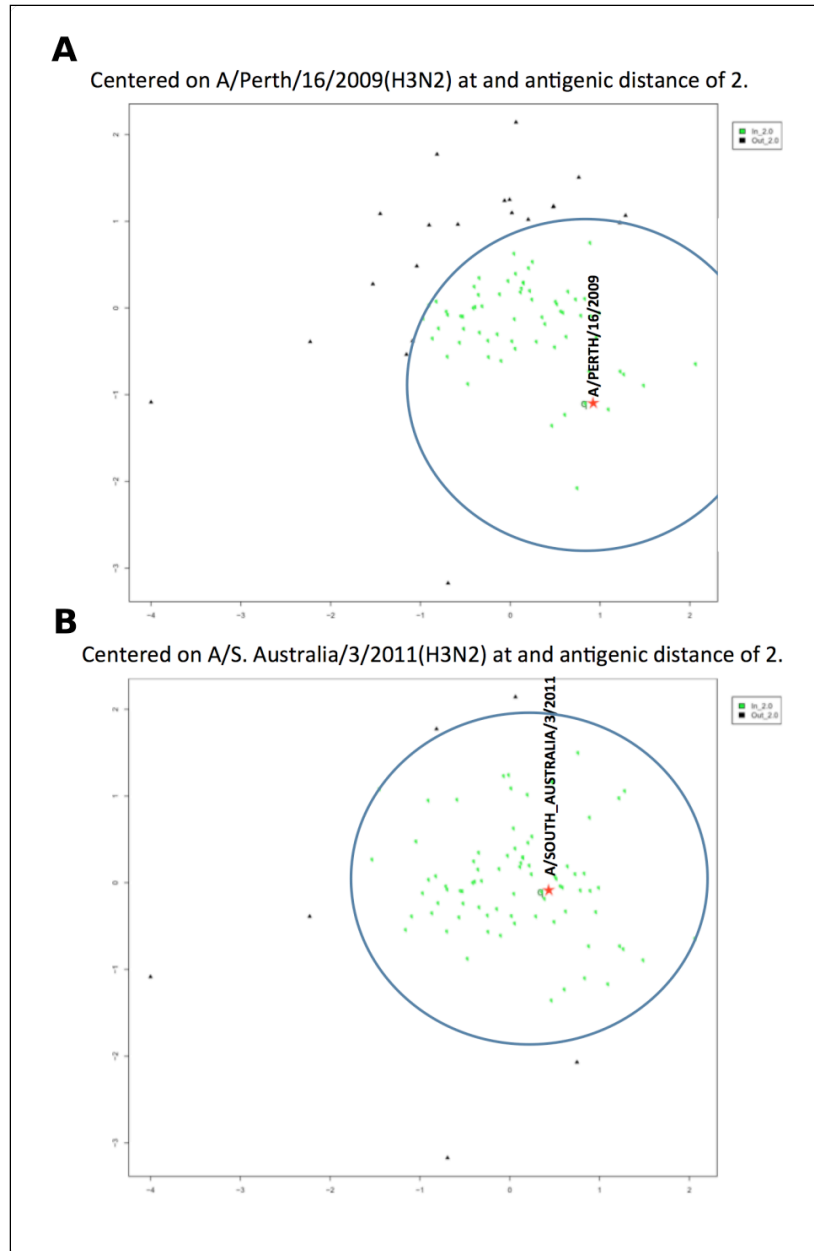 A
Centered on A/Perth/16/2009(H3N2) at and antigenic distance of 2.
In_2.0
Out_2.0
2
1
0
-1
-2
-3
A/PERTH/16/2009
-4
-3
-2
-1
0
1
2
B
Centered on A/S. Australia/3/2011(H3N2) at and antigenic distance of 2.
In_2.0
Out_2.0
2
1
0
-1
-2
-3
A/SOUTH_AUSTRALIA/3/2011
-4
-3
-2
-1
0
1
2